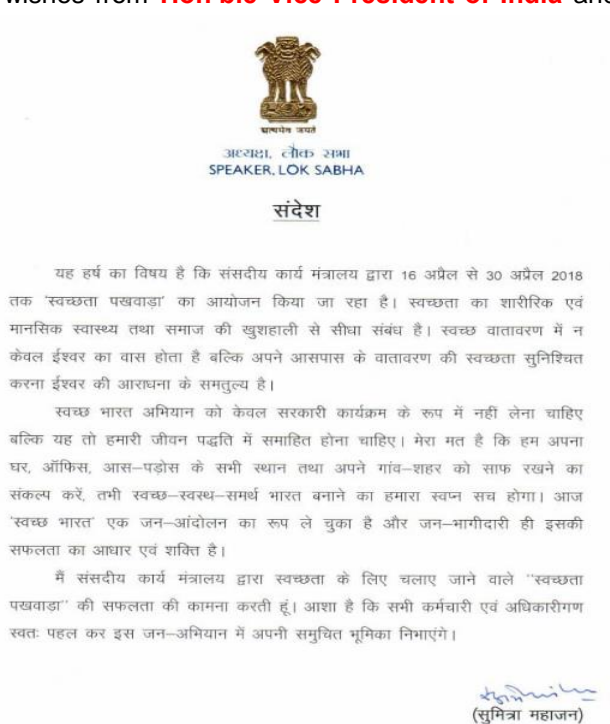 wishes from Hon'ble Vice President of India and
सत्यमेव जयते
अध्यक्ष, लोक सभा
SPEAKER, LOK SABHA
संदेश
यह हर्ष का विषय है कि संसदीय कार्य मंत्रालय द्वारा 16 अप्रैल से 30 अप्रैल 2018
तक 'स्वच्छता पखवाड़ा' का आयोजन किया जा रहा है। स्वच्छता का शारीरिक एवं
मानसिक स्वास्थ्य तथा समाज की खुशहाली से सीधा संबंध है। स्वच्छ वातावरण में न
केवल ईश्वर का वास होता है बल्कि अपने आसपास के वातावरण की स्वच्छता सुनिश्चित
करना ईश्वर की आराधना के समतुल्य है।
स्वच्छ भारत अभियान को केवल सरकारी कार्यक्रम के रूप में नहीं लेना चाहिए
बल्कि यह तो हमारी जीवन पद्धति में समाहित होना चाहिए। मेरा मत है कि हम अपना
घर, ऑफिस, आस–पड़ोस के सभी स्थान तथा अपने गांव–शहर को साफ रखने का
संकल्प करें, तभी स्वच्छ–स्वस्थ–समर्थ भारत बनाने का हमारा स्वप्न सच होगा। आज
'स्वच्छ भारत' एक जन–आंदोलन का रूप ले चुका है और जन–भागीदारी ही इसकी
सफलता का आधार एवं शक्ति है।
मैं संसदीय कार्य मंत्रालय द्वारा स्वच्छता के लिए चलाए जाने वाले "स्वच्छता
पखवाड़ा" की सफलता की कामना करती हूं। आशा है कि सभी कर्मचारी एवं अधिकारीगण
स्वतः पहल कर इस जन–अभियान में अपनी समुचित भूमिका निभाएंगे।
(सुमित्रा महाजन)